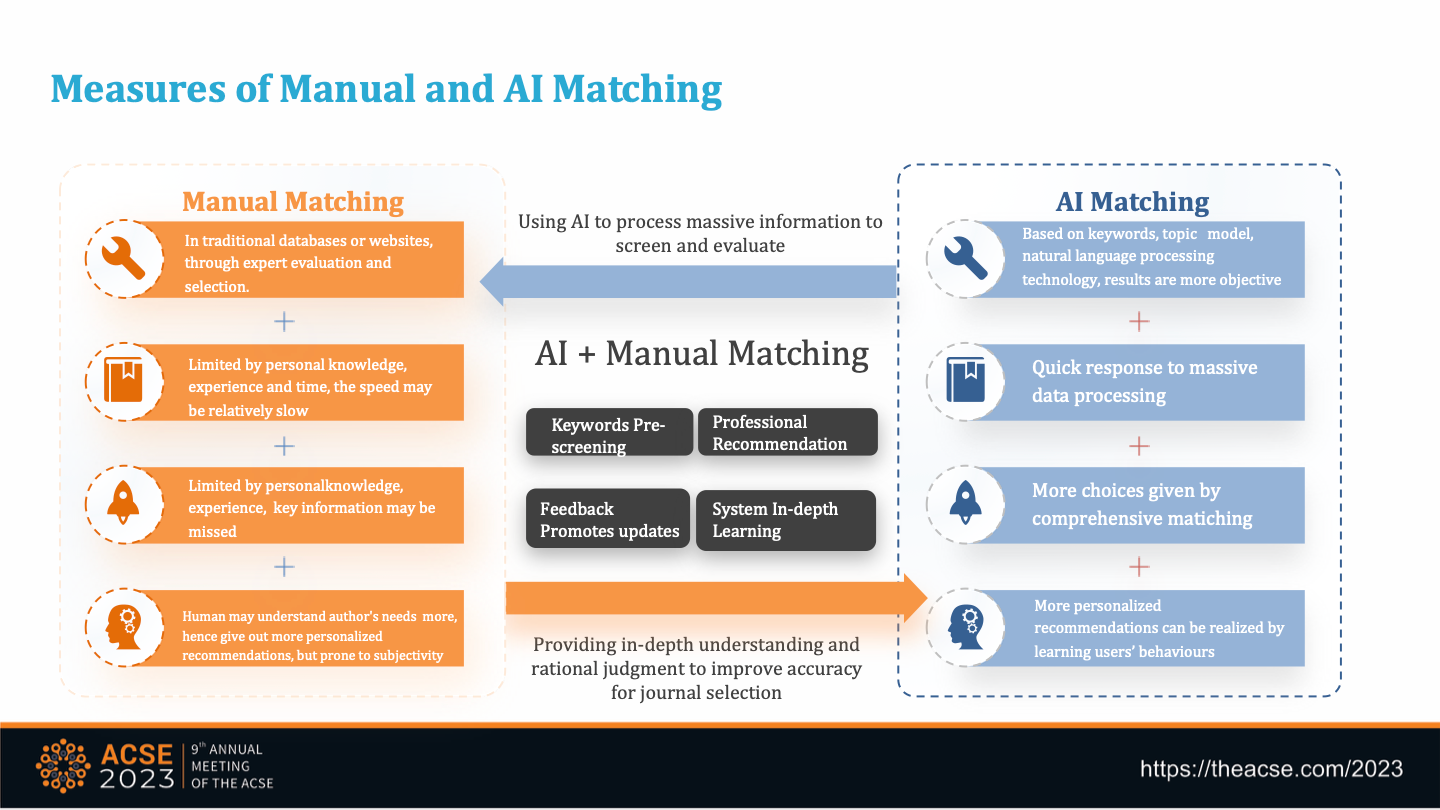 Measures of Manual and AI Matching
Manual Matching
In traditional databases or websites,
through expert evaluation and
selection.
Limited by personal knowledge,
experience and time, the speed may
be relatively slow
Limited by personalknowledge,
experience, key information may be
missed
Human may understand author's needs more,
hence give out more personalized
recommendations, but prone to subjectivity
Using AI to process massive information to
screen and evaluate
AI + Manual Matching
Keywords Pre-
screening
Professional
Recommendation
Feedback
Promotes updates
System In-depth
Learning
Providing in-depth understanding and
rational judgment to improve accuracy
for journal selection
AI Matching
Based on keywords, topic model,
natural language processing
technology, results are more objective
Quick response to massive
data processing
More choices given by
comprehensive matiching
More personalized
recommendations can be realized by
learning users' behaviours
ACSE
2023
9th ANNUAL
MEETING
OF THE ACSE
https://theacse.com/2023